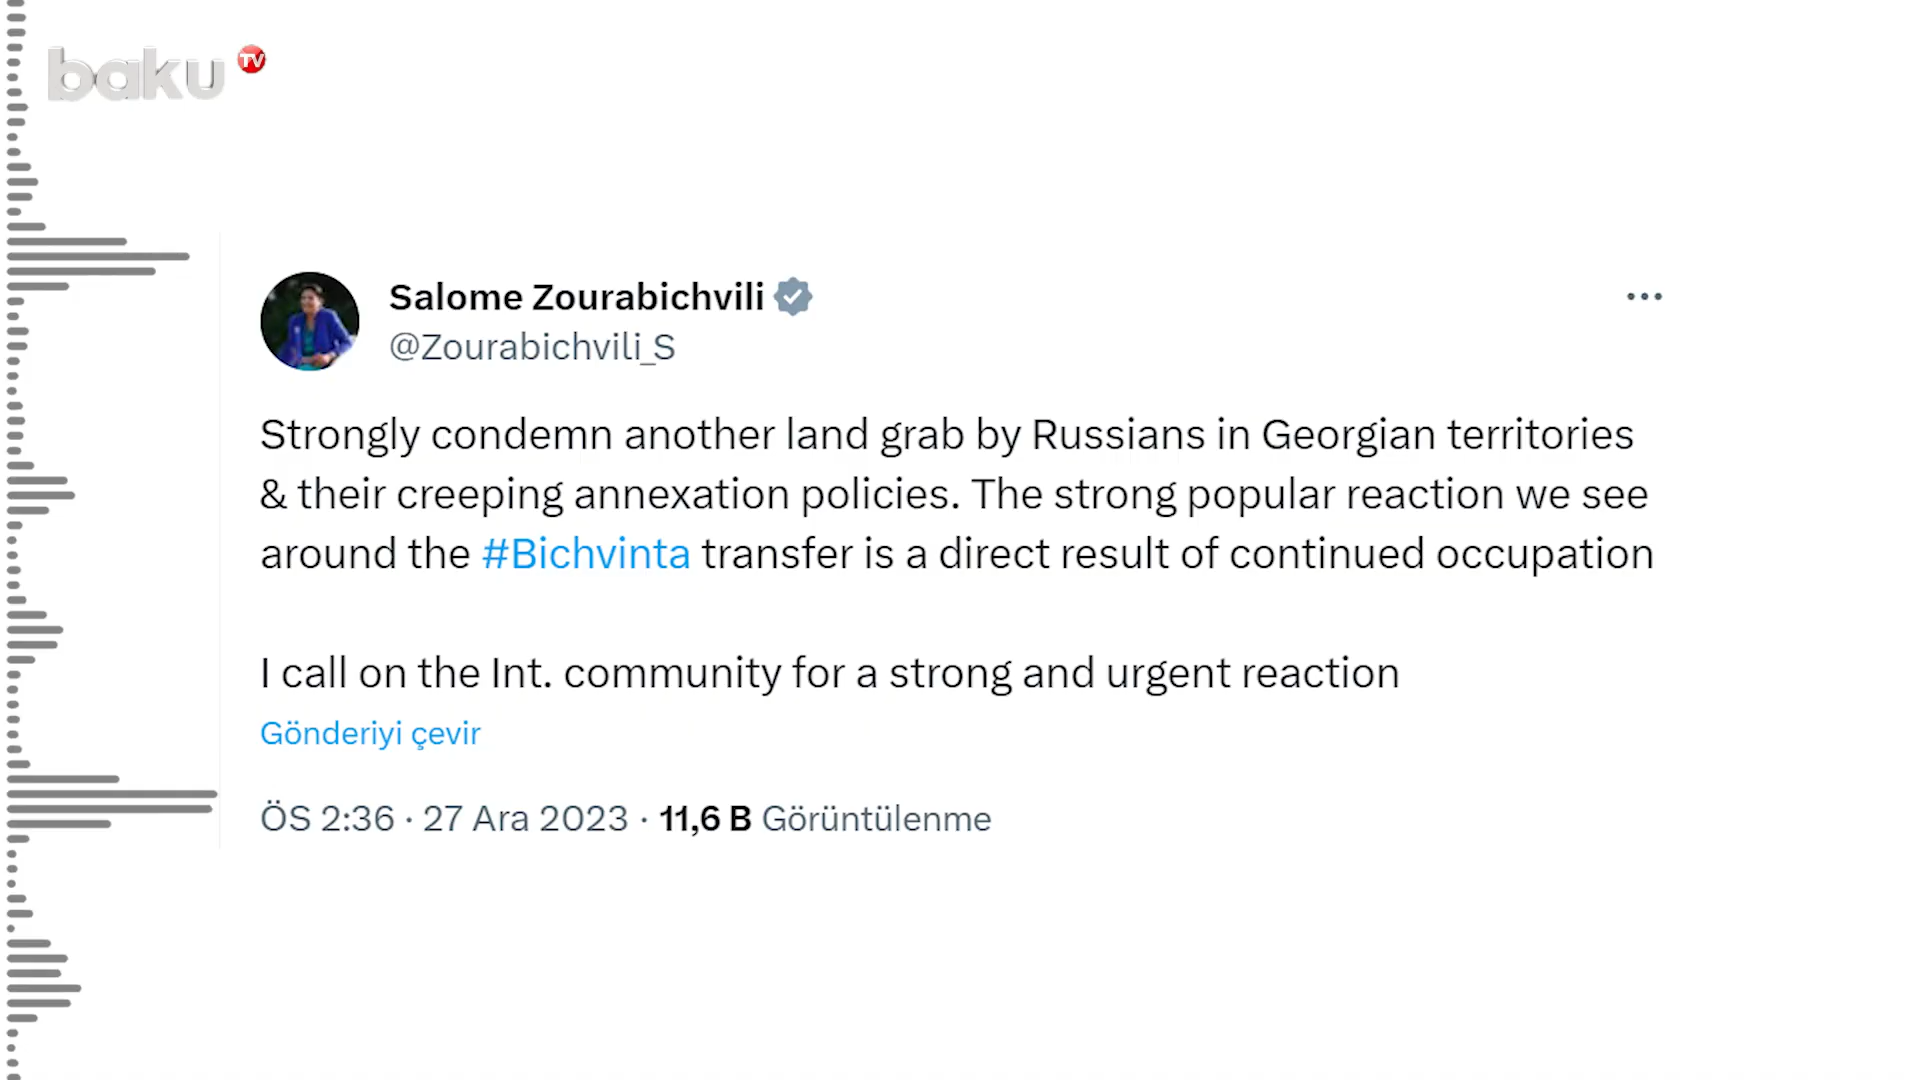 baku TV
Salome Zourabichvili
@Zourabichvili_S
Strongly condemn another land grab by Russians in Georgian territories
& their creeping annexation policies. The strong popular reaction we see
around the #Bichvinta transfer is a direct result of continued occupation
I call on the Int. community for a strong and urgent reaction
Gönderiyi çevir
ÖS 2:36 · 27 Ara 2023 · 11,6 B Görüntülenme